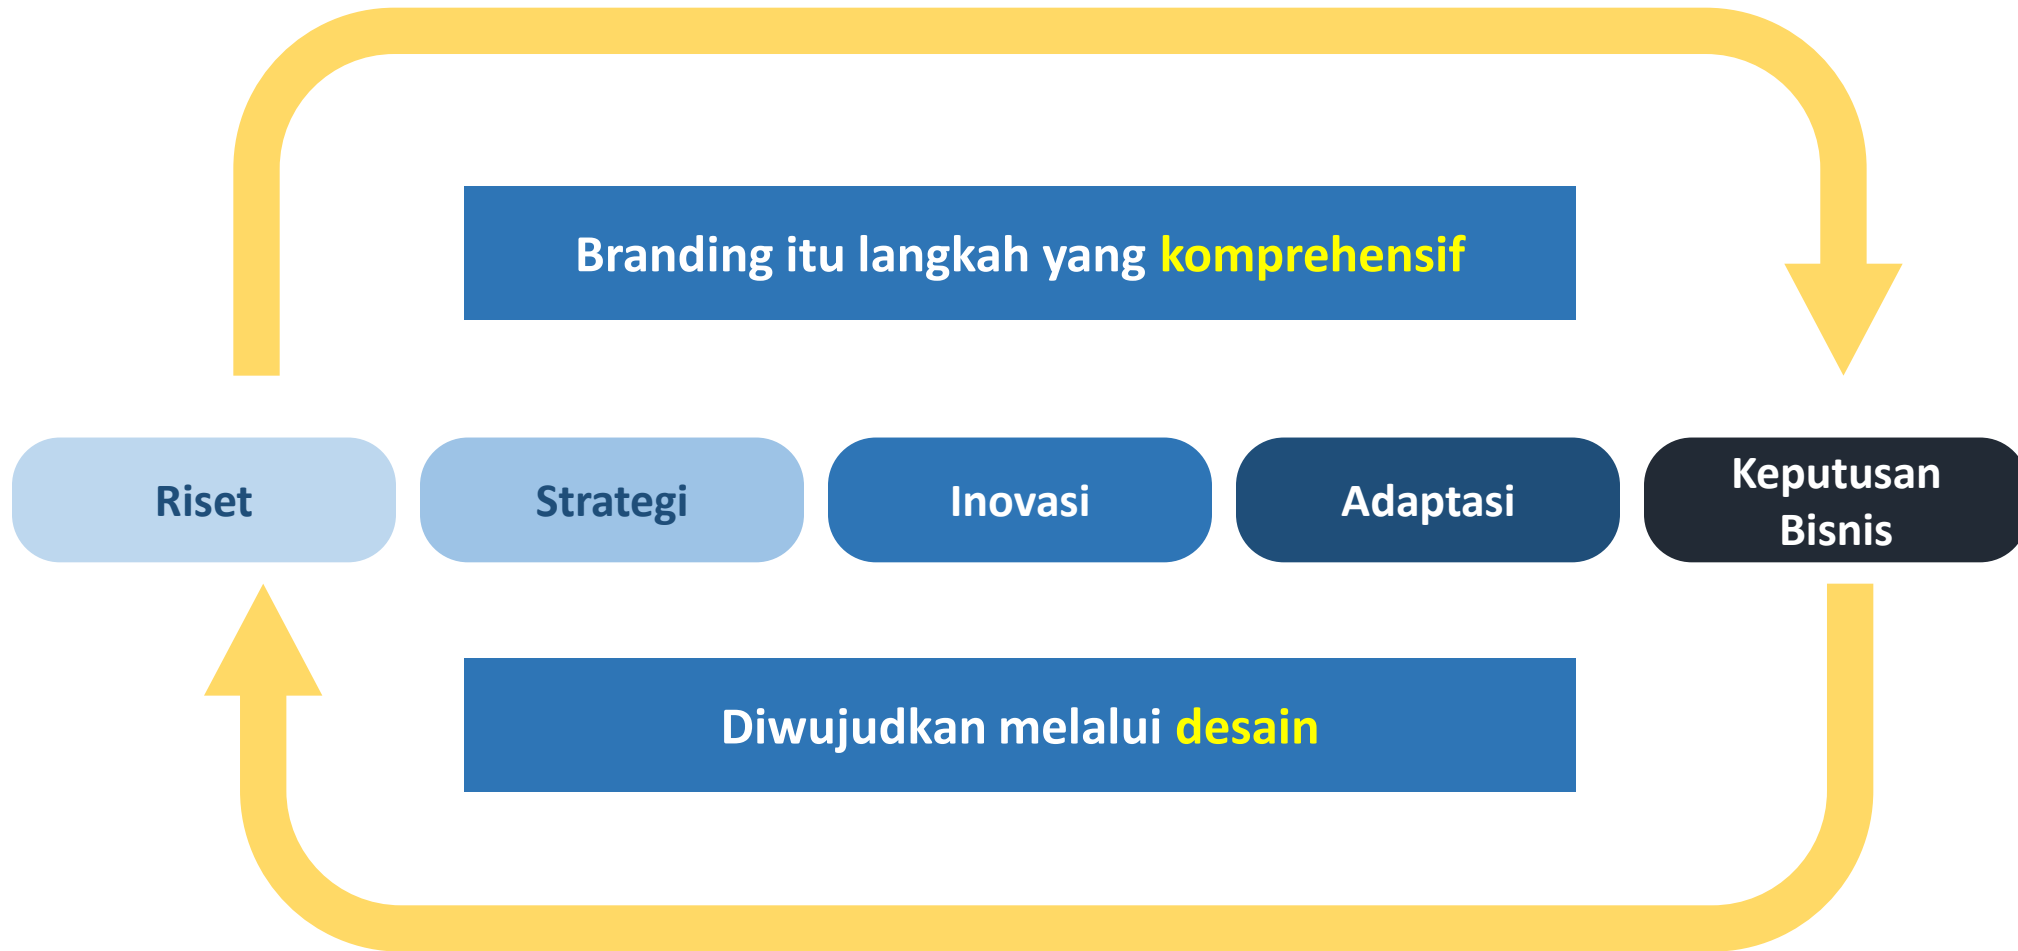 Branding itu langkah yang komprehensif
Riset
Strategi
Inovasi
Adaptasi
Keputusan
Bisnis
Diwujudkan melalui desain